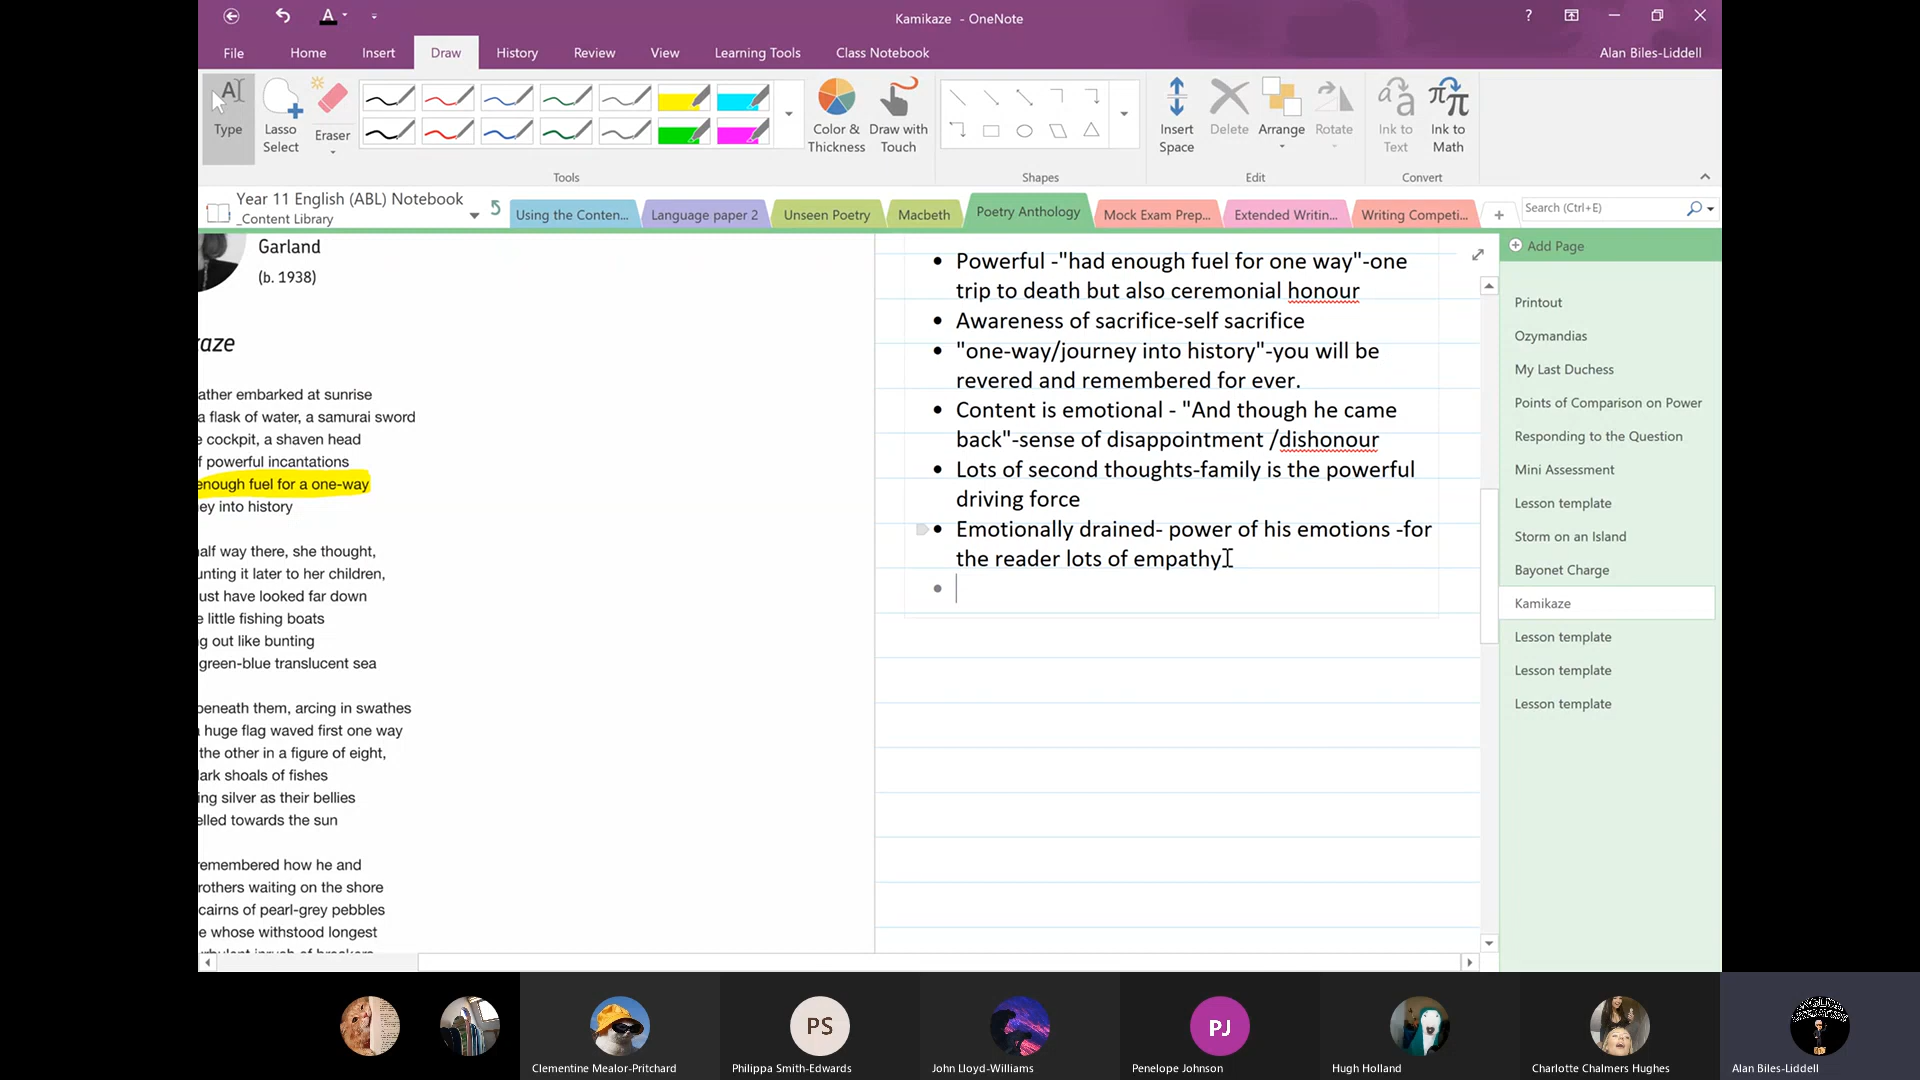 Kamikaze - OneNote
?
File
Home
Insert
Draw
History
Review
View
Learning Tools
Class Notebook
Alan Biles-Liddell
Type
Lasso
Select
Eraser
Color &
Thickness
Draw with
Touch
Insert
Space
Delete
Arrange
Rotate
Ink to
Text
Ink to
Math
Tools
Shapes
Edit
Convert
Year 11 English (ABL) Notebook
_Content Library
Using the Conten...
Language paper 2
Unseen Poetry
Macbeth
Poetry Anthology
Mock Exam Prep...
Extended Writin...
Writing Competi...
Search (Ctrl+E)
Garland
(b. 1938)
aze
ather embarked at sunrise
a flask of water, a samurai sword
e cockpit, a shaven head
f powerful incantations
enough fuel for a one-way
ey into history
alf way there, she thought,
unting it later to her children,
ust have looked far down
e little fishing boats
g out like bunting
green-blue translucent sea
beneath them, arcing in swathes
a huge flag waved first one way
the other in a figure of eight,
dark shoals of fishes
ing silver as their bellies
elled towards the sun
remembered how he and
rothers waiting on the shore
cairns of pearl-grey pebbles
e whose withstood longest
urbulent inrush of breakers
• Powerful -"had enough fuel for one way"-one
trip to death but also ceremonial honour
• Awareness of sacrifice-self sacrifice
• "one-way/journey into history"-you will be
revered and remembered for ever.
• Content is emotional - "And though he came
back"-sense of disappointment /dishonour
• Lots of second thoughts-family is the powerful
driving force
• Emotionally drained- power of his emotions -for
the reader lots of empathy
Add Page
Printout
Ozymandias
My Last Duchess
Points of Comparison on Power
Responding to the Question
Mini Assessment
Lesson template
Storm on an Island
Bayonet Charge
Kamikaze
Lesson template
Lesson template
Lesson template
PS
PJ
Clementine Mealor-Pritchard
Philippa Smith-Edwards
John Lloyd-Williams
Penelope Johnson
Hugh Holland
Charlotte Chalmers Hughes
Alan Biles-Liddell